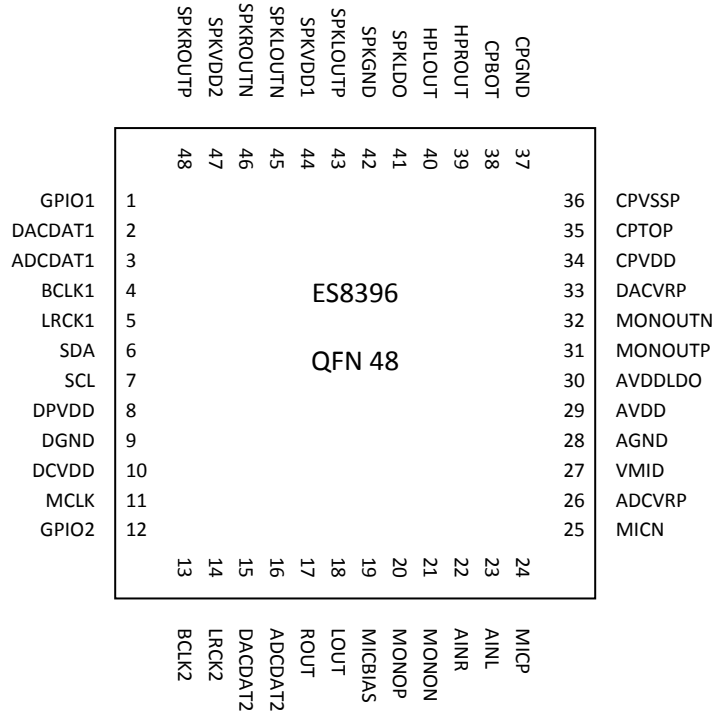 SPKROUTP
SPKVDD2
SPKROUTN
SPKLOUTN
SPKVDD1
SPKLOUTP
SPKGND
SPKLDO
HPLOUT
HPROUT
CPBOT
CPGND
48
47
46
45
44
43
42
41
40
39
38
37
GPIO1 1
DACDAT1 2
ADCDAT1 3
BCLK1 4
LRCK1 5
SDA 6
SCL 7
DPVDD 8
DGND 9
DCVDD 10
MCLK 11
GPIO2 12
ES8396
QFN 48
36 CPVSSP
35 CPTOP
34 CPVDD
33 DACVRP
32 MONOUTN
31 MONOUTP
30 AVDDLDO
29 AVDD
28 AGND
27 VMID
26 ADCVRP
25 MICN
13
14
15
16
17
18
19
20
21
22
23
24
BCLK2
LRCK2
DACDAT2
ADCDAT2
ROUT
LOUT
MICBIAS
MONOP
MONON
AINR
AINL
MICP